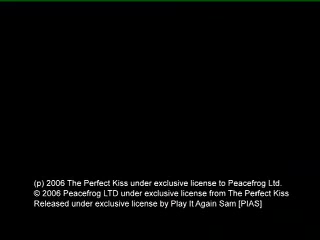 (p) 2006 The Perfect Kiss under exclusive license to Peacefrog Ltd.
© 2006 Peacefrog LTD under exclusive license from The Perfect Kiss
Released under exclusive license by Play It Again Sam [PIAS]